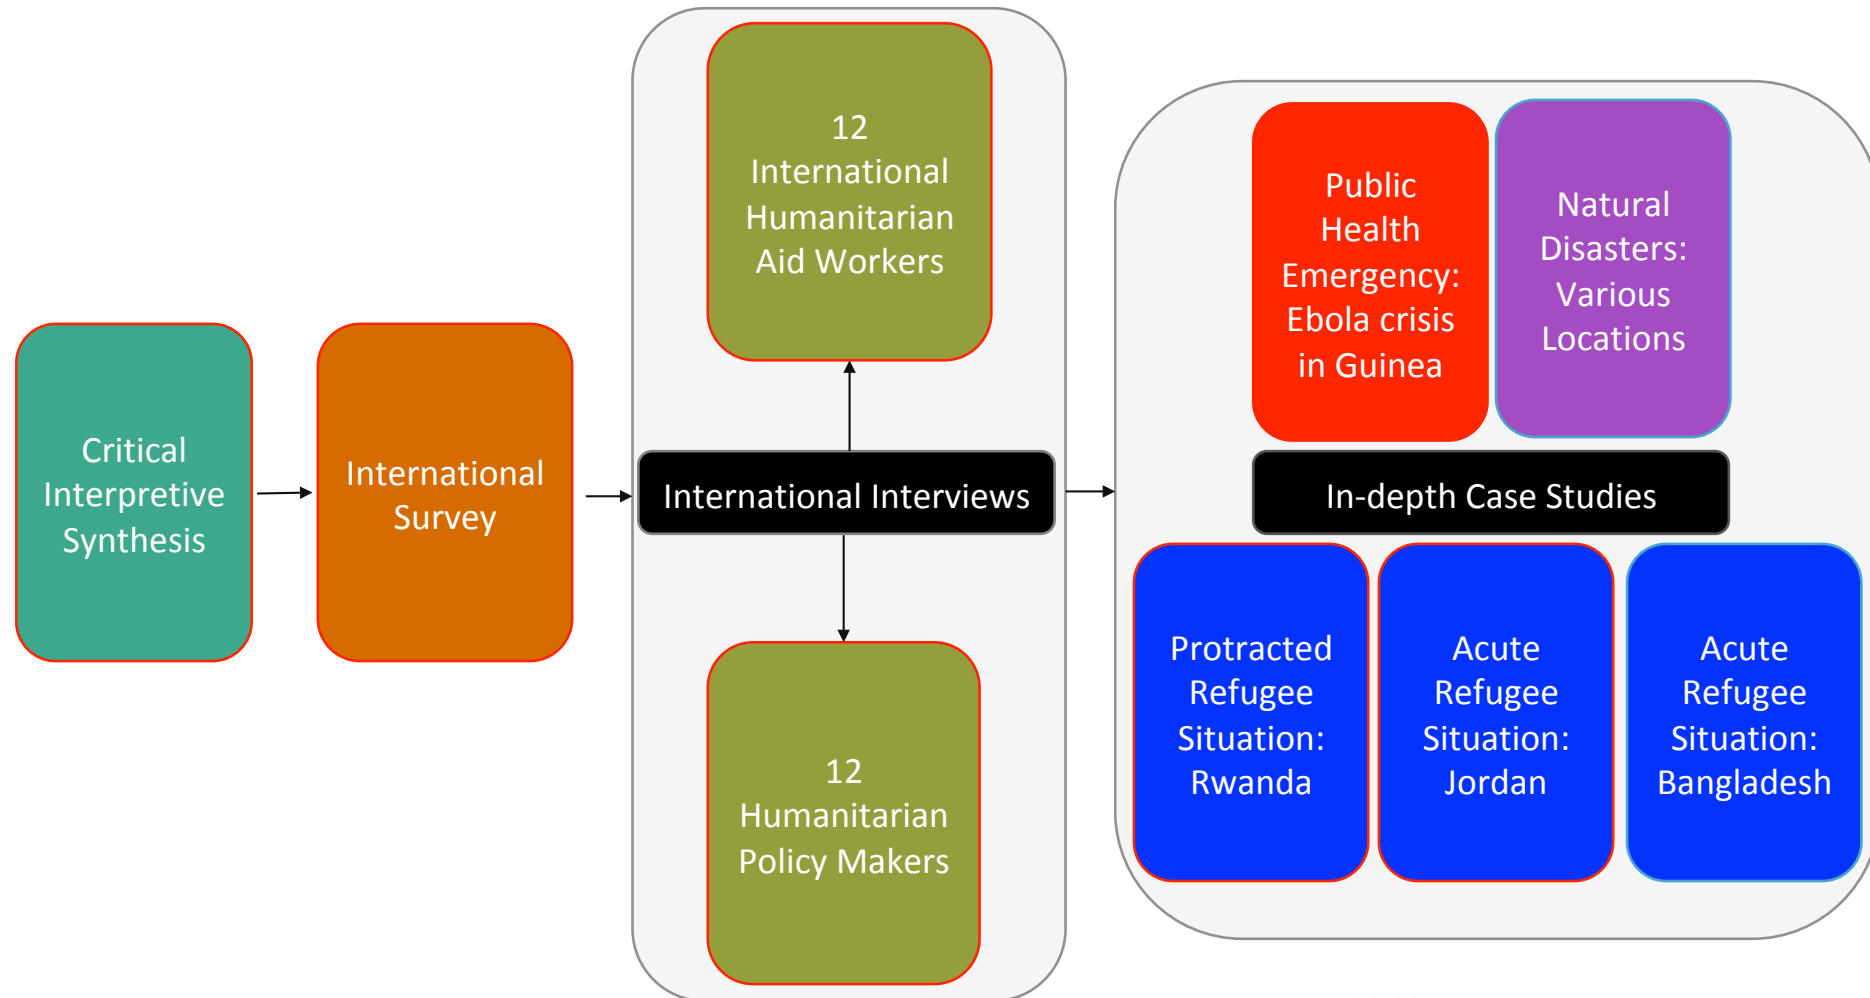 Critical
Interpretive
Synthesis
International
Survey
12
International
Humanitarian
Aid Workers
International Interviews
12
Humanitarian
Policy Makers
Public
Health
Emergency:
Ebola crisis
in Guinea
Natural
Disasters:
Various
Locations
In-depth Case Studies
Protracted
Refugee
Situation:
Rwanda
Acute
Refugee
Situation:
Jordan
Acute
Refugee
Situation:
Bangladesh